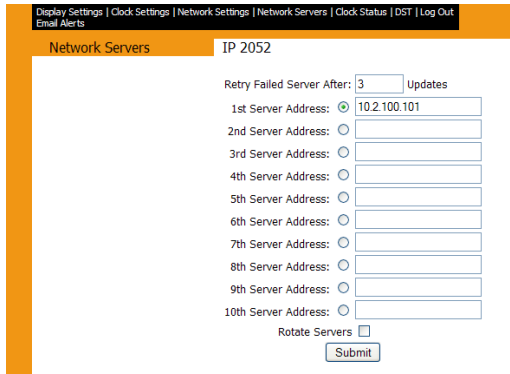 Display Settings | Clock Settings | Network Settings | Network Servers | Clock Status | DST | Log Out
Email Alerts
Network Servers
IP 2052
Retry Failed Server After: 3 Updates
1st Server Address: 10.2.100.101
2nd Server Address:
3rd Server Address:
4th Server Address:
5th Server Address:
6th Server Address:
7th Server Address:
8th Server Address:
9th Server Address:
10th Server Address:
Rotate Servers
Submit